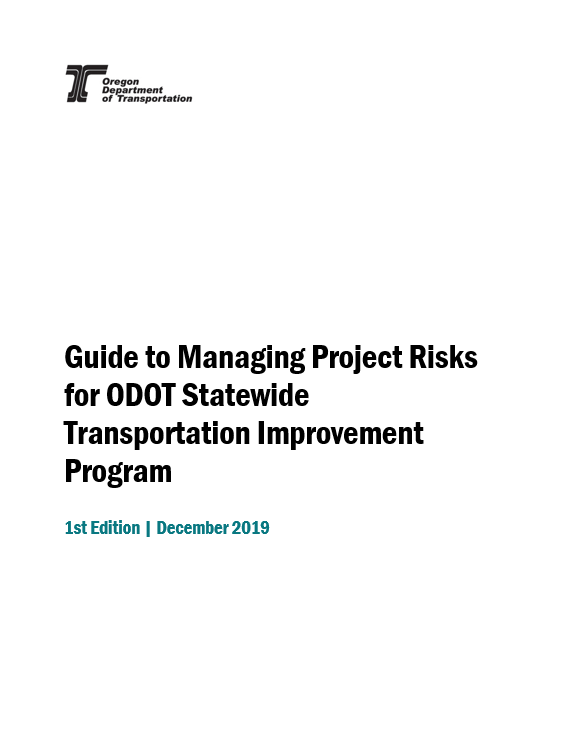 Oregon
Department
of Transportation
Guide to Managing Project Risks
for ODOT Statewide
Transportation Improvement
Program
1st Edition | December 2019